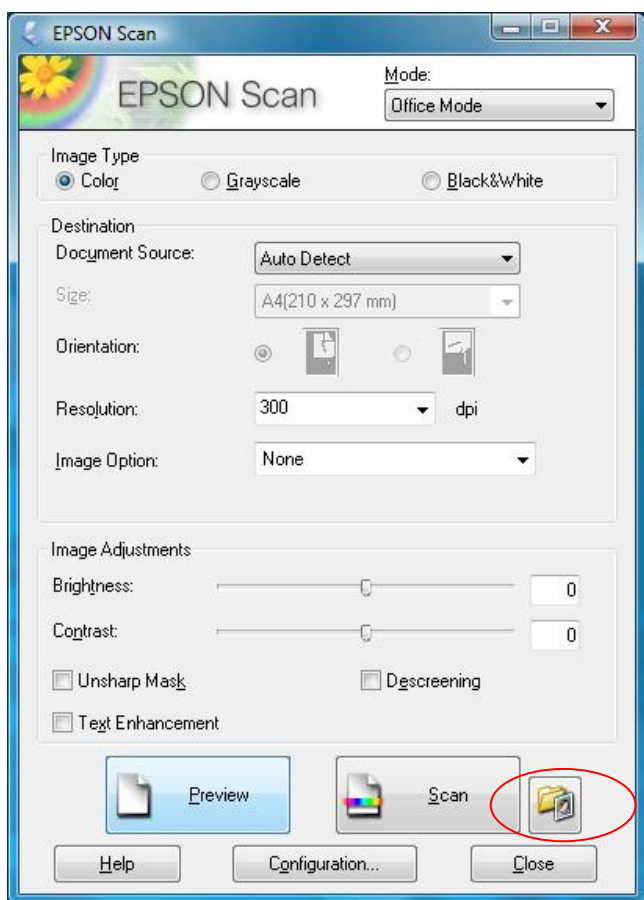 EPSON Scan
EPSON Scan
Mode:
Office Mode
Image Type
Color Grayscale Black&White
Destination
Document Source: Auto Detect
Size: A4(210 x 297 mm)
Orientation:
Resolution: 300 dpi
Image Option: None
Image Adjustments
Brightness: 0
Contrast: 0
Unsharp Mask Descreening
Text Enhancement
Preview Scan
Help Configuration... Close